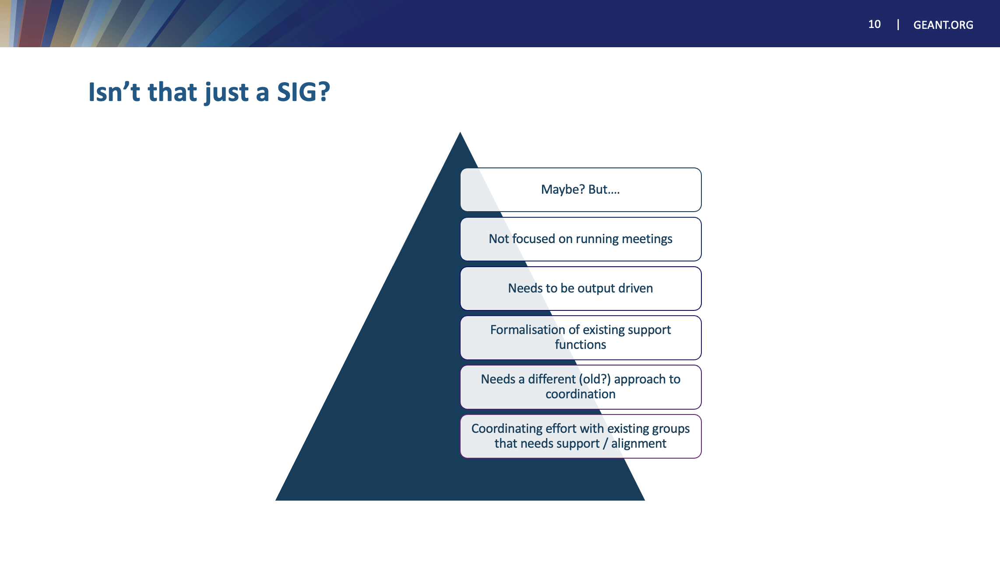 10 | GEANT.ORG
Isn’t that just a SIG?
Maybe? But....
Not focused on running meetings
Needs to be output driven
Formalisation of existing support
functions
Needs a different (old?) approach to
coordination
Coordinating effort with existing groups
that needs support / alignment